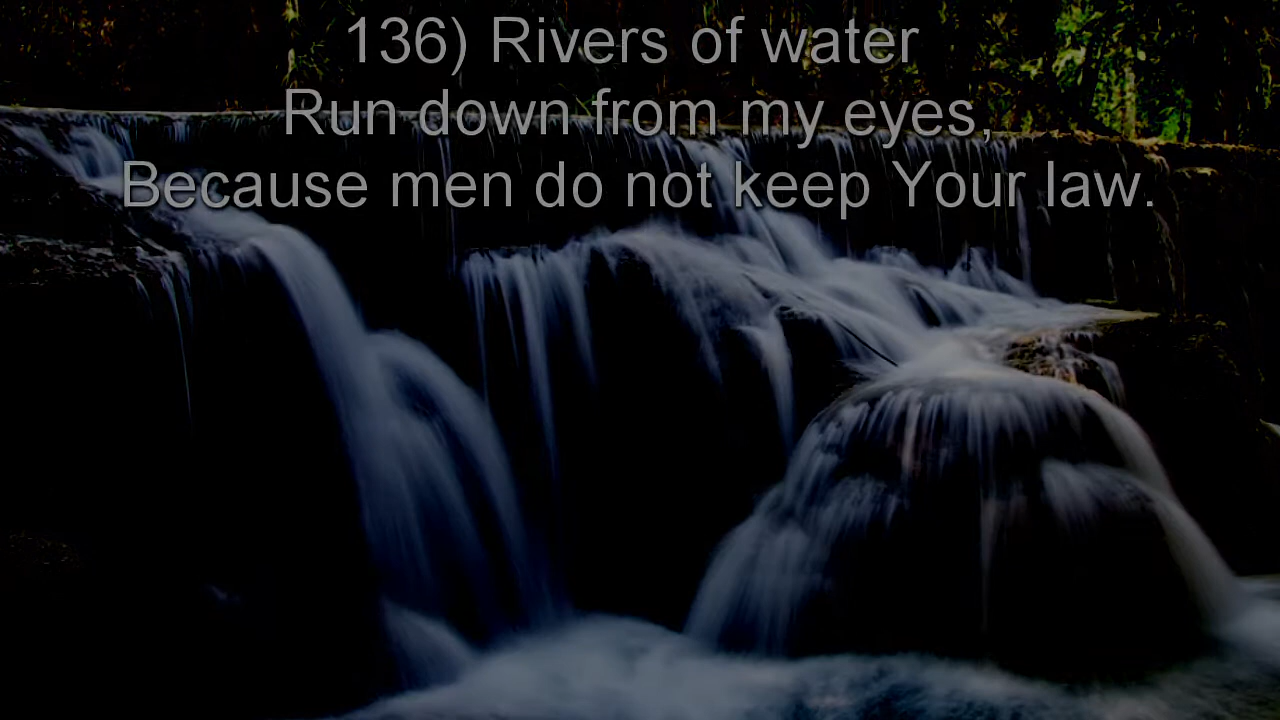 136) Rivers of water
Run down from my eyes,
Because men do not keep Your law.